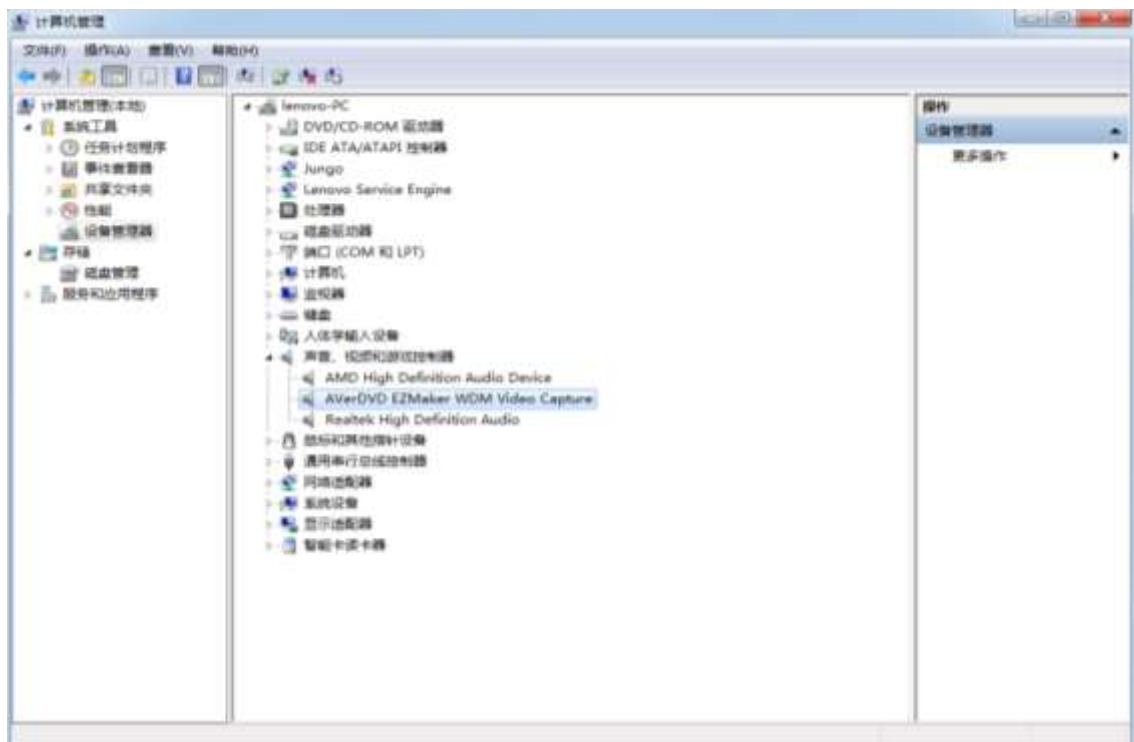 计算机管理
文件(F) 操作(A) 查看(V) 帮助(H)
计算机管理(本地)
系统工具
任务计划程序
事件查看器
共享文件夹
性能
设备管理器
存储
磁盘管理
服务和应用程序
lenovo-PC
DVD/CD-ROM 驱动器
IDE ATA/ATAPI 控制器
Jungo
Lenovo Service Engine
处理器
磁盘驱动器
端口 (COM 和 LPT)
计算机
监视器
键盘
人体学输入设备
声音、视频和游戏控制器
AMD High Definition Audio Device
AVerDVD EZMaker WDM Video Capture
Realtek High Definition Audio
鼠标和其他指针设备
通用串行总线控制器
网络适配器
系统设备
显示适配器
智能卡读卡器
操作
设备管理器
更多操作